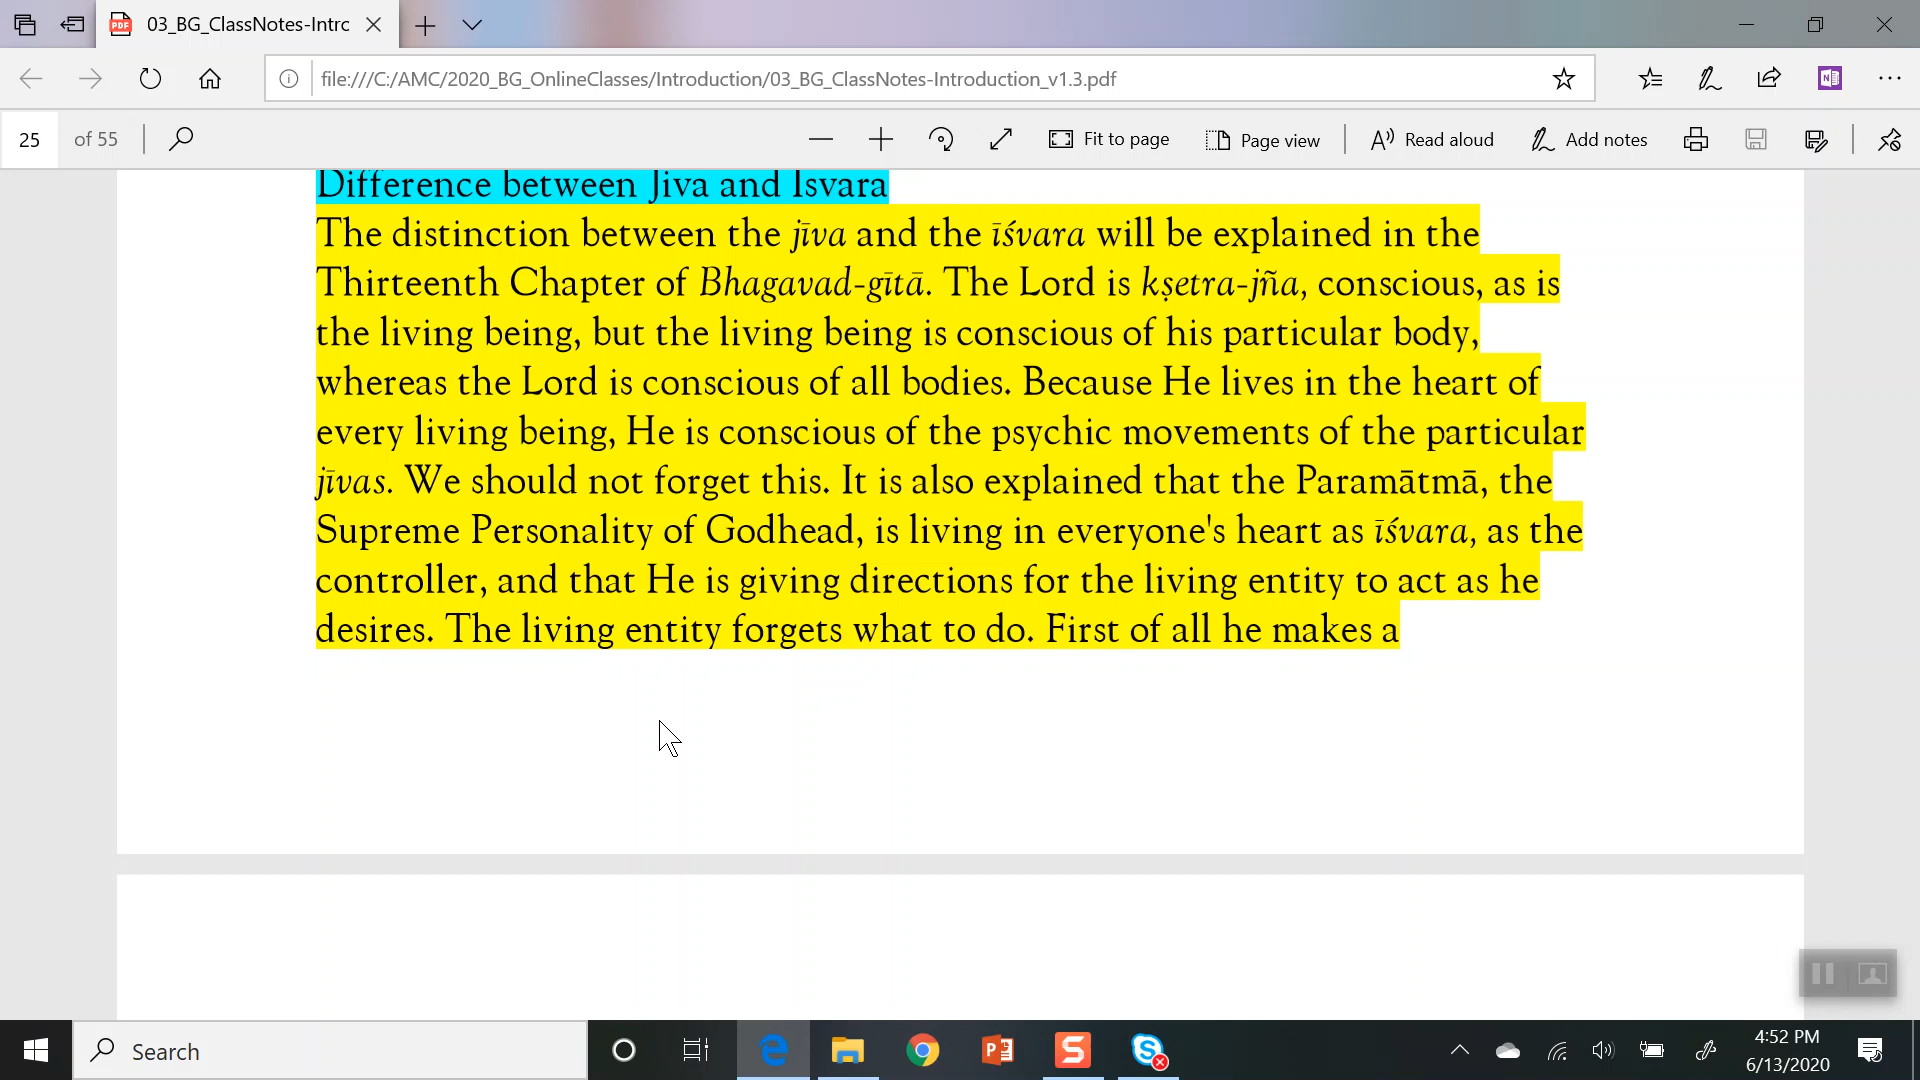 03_BG_ClassNotes-Intro
file:///C:/AMC/2020_BG_OnlineClasses/Introduction/03_BG_ClassNotes-Introduction_v1.3.pdf
25 of 55 Fit to page Page view Read aloud Add notes
Difference between Jiva and Isvara
The distinction between the jīva and the īśvara will be explained in the
Thirteenth Chapter of Bhagavad-gītā. The Lord is kṣetra-jña, conscious, as is
the living being, but the living being is conscious of his particular body,
whereas the Lord is conscious of all bodies. Because He lives in the heart of
every living being, He is conscious of the psychic movements of the particular
jīvas. We should not forget this. It is also explained that the Paramātmā, the
Supreme Personality of Godhead, is living in everyone's heart as īśvara, as the
controller, and that He is giving directions for the living entity to act as he
desires. The living entity forgets what to do. First of all he makes a
Search
4:52 PM
6/13/2020